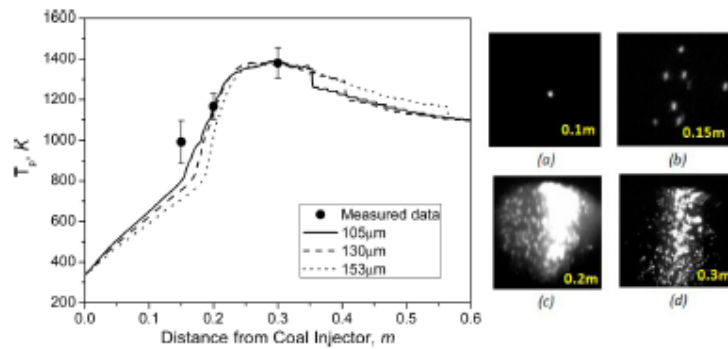 1600
1400
1200
1000
800
600
400
200
0.0 0.1 0.2 0.3 0.4 0.5 0.6
Tₚ, K
Distance from Coal Injector, m
Measured data
105μm
130μm
153μm
0.1m
(a)
0.15m
(b)
0.2m
(c)
0.3m
(d)